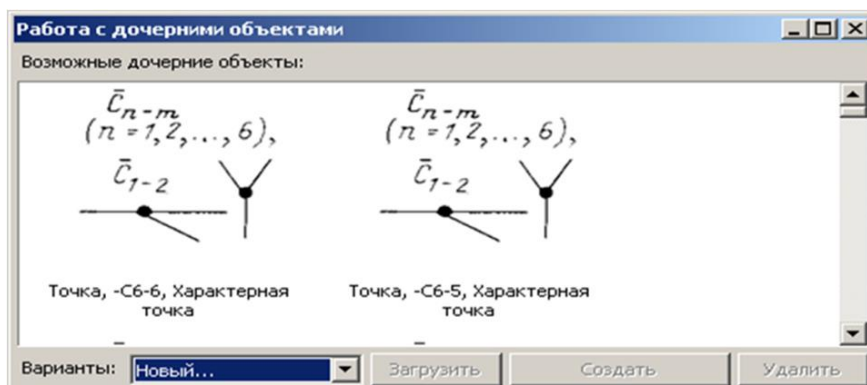 Работа с дочерними объектами
Возможные дочерние объекты:
C̄n-m C̄n-m
(n = 1, 2, ..., 6), (n = 1, 2, ..., 6),
C̄1-2 C̄1-2
Точка, -C6-6, Характерная точка
Точка, -C6-5, Характерная точка
Варианты: Новый... Загрузить Создать Удалить